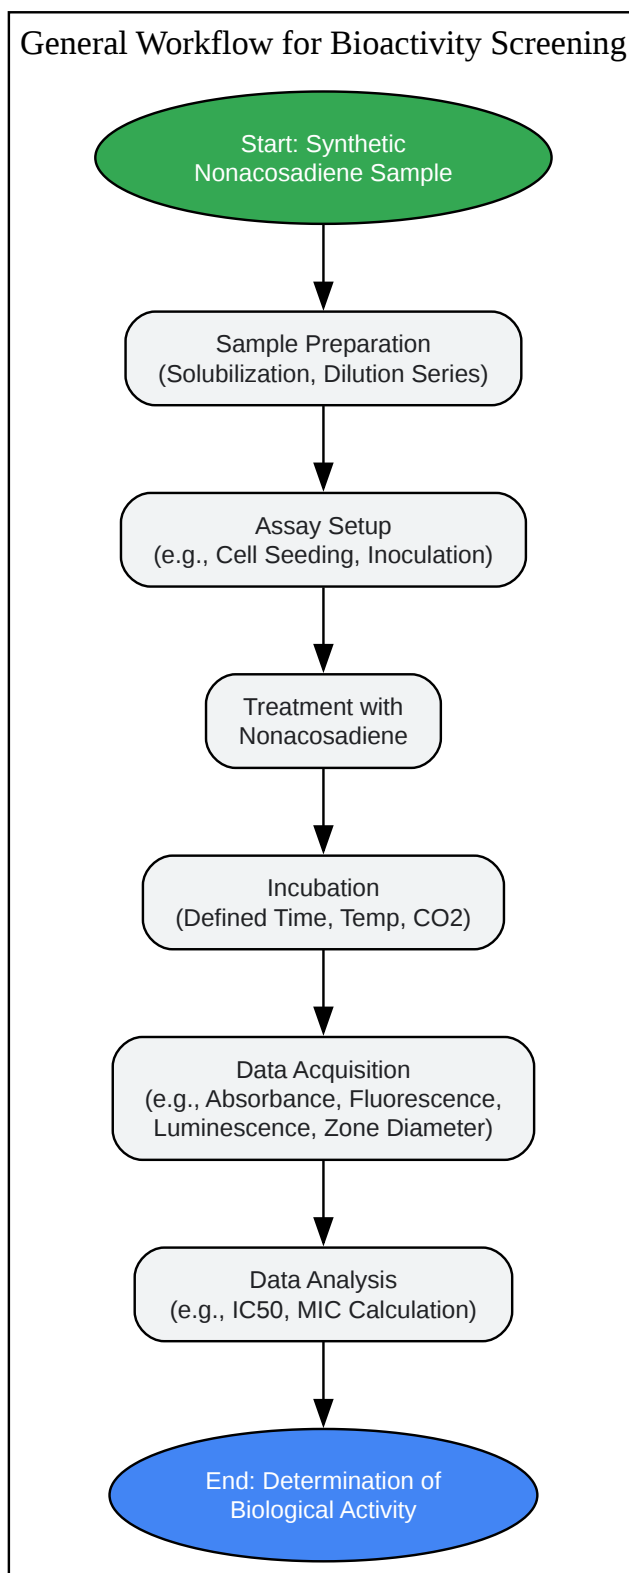 General Workflow for Bioactivity Screening
Start: Synthetic
Nonacosadiene Sample
Sample Preparation
(Solubilization, Dilution Series)
Assay Setup
(e.g., Cell Seeding, Inoculation)
Treatment with
Nonacosadiene
Incubation
(Defined Time, Temp, CO2)
Data Acquisition
(e.g., Absorbance, Fluorescence,
Luminescence, Zone Diameter)
Data Analysis
(e.g., IC50, MIC Calculation)
End: Determination of
Biological Activity